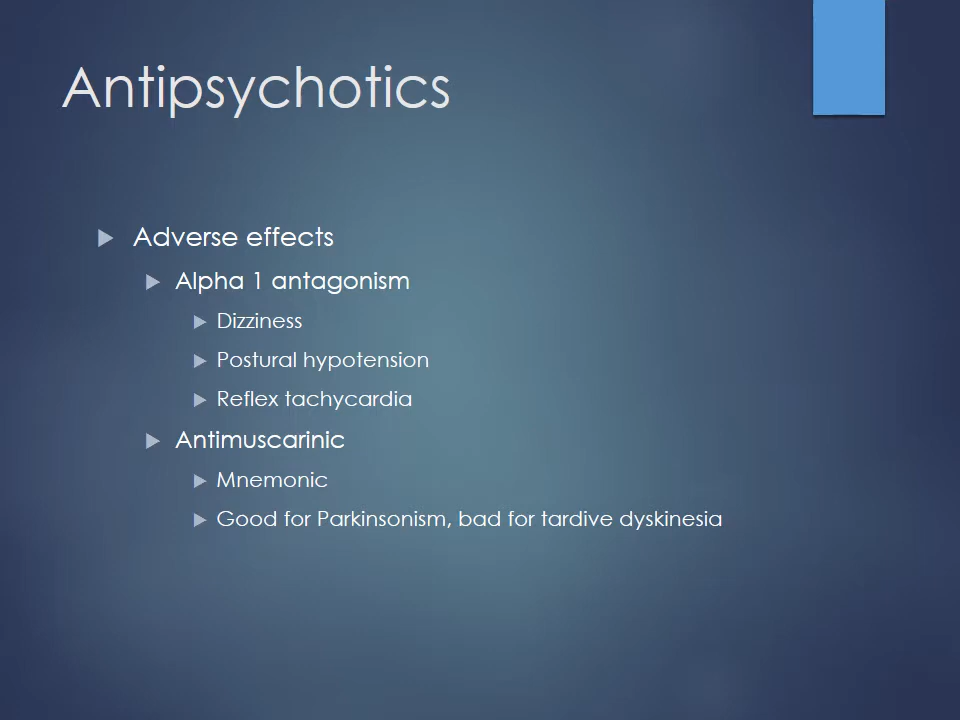 Antipsychotics
Adverse effects
Alpha 1 antagonism
Dizziness
Postural hypotension
Reflex tachycardia
Antimuscarinic
Mnemonic
Good for Parkinsonism, bad for tardive dyskinesia